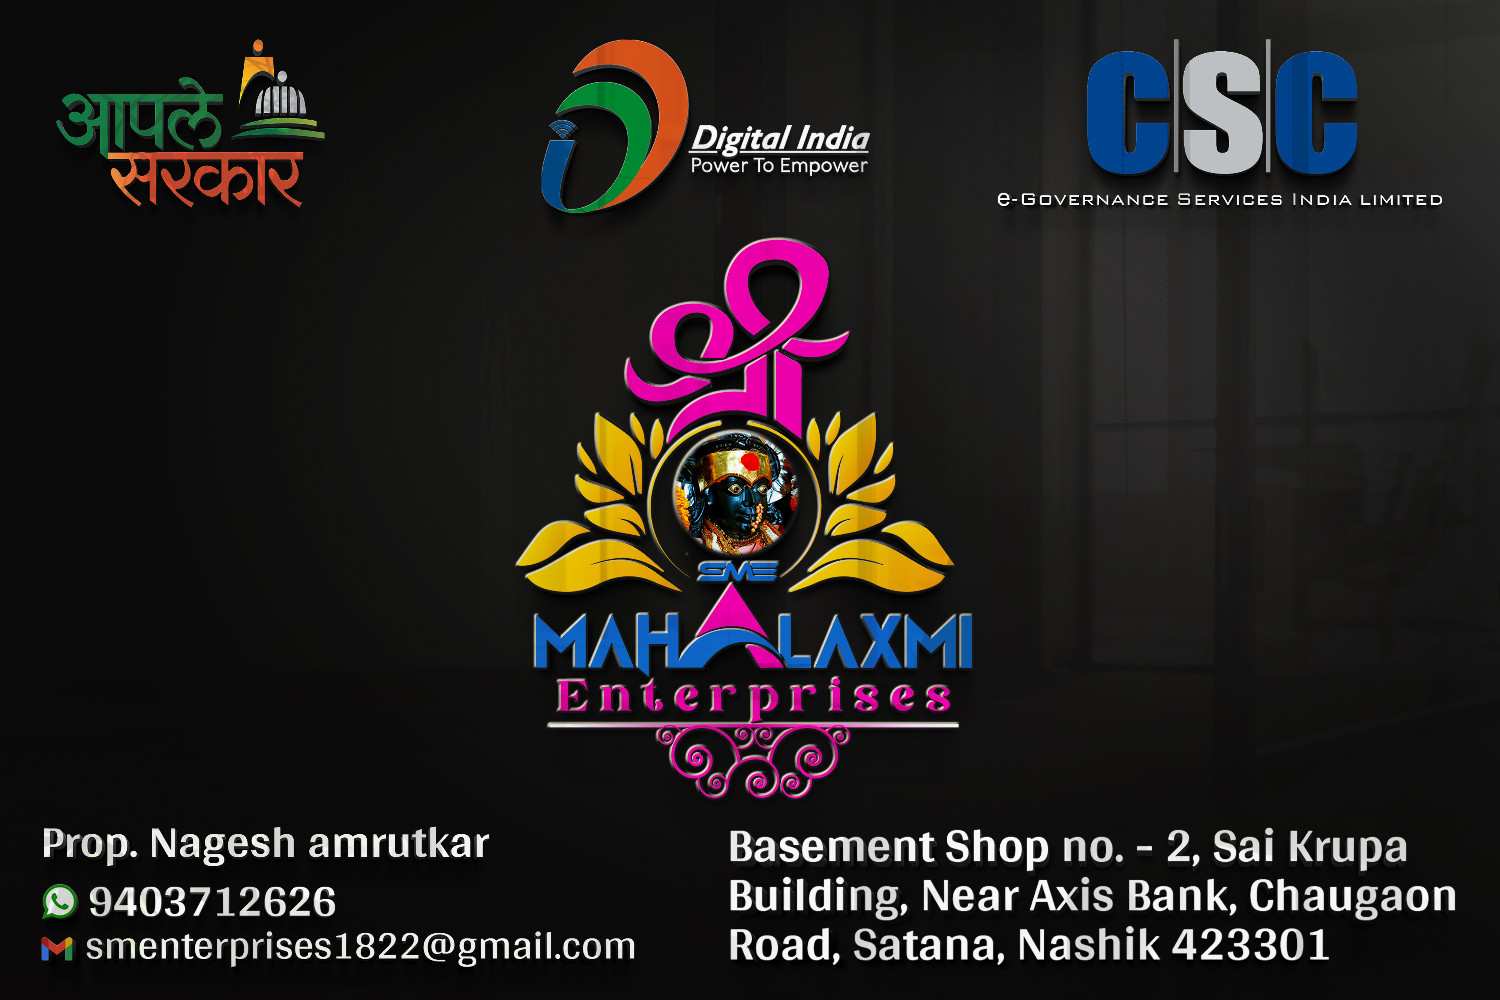 आपले
सरकार
Digital India
Power To Empower
CSC
e-Governance Services India Limited
श्री
SME
MAHALAXMI
Enterprises
Prop. Nagesh amrutkar
9403712626
smenterprises1822@gmail.com
Basement Shop no. - 2, Sai Krupa
Building, Near Axis Bank, Chaugaon
Road, Satana, Nashik 423301